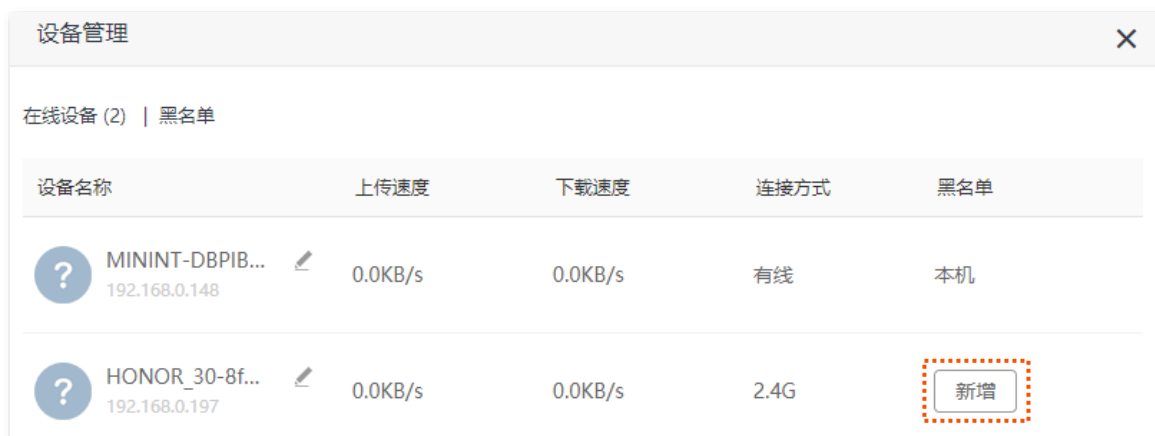 设备管理
在线设备 (2) | 黑名单
设备名称 上传速度 下载速度 连接方式 黑名单
MININT-DBPIB... 0.0KB/s 0.0KB/s 有线 本机
192.168.0.148
HONOR_30-8f... 0.0KB/s 0.0KB/s 2.4G 新增
192.168.0.197